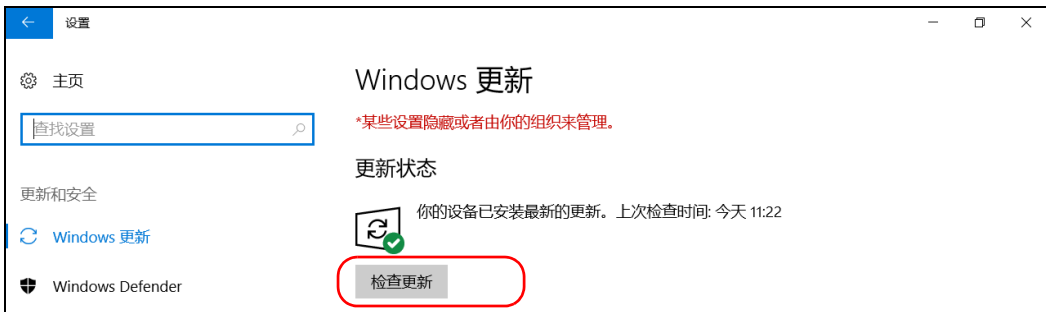 设置
主页
查找设置
更新和安全
Windows 更新
Windows Defender
Windows 更新
*某些设置隐藏或者由你的组织来管理。
更新状态
你的设备已安装最新的更新。上次检查时间: 今天 11:22
检查更新